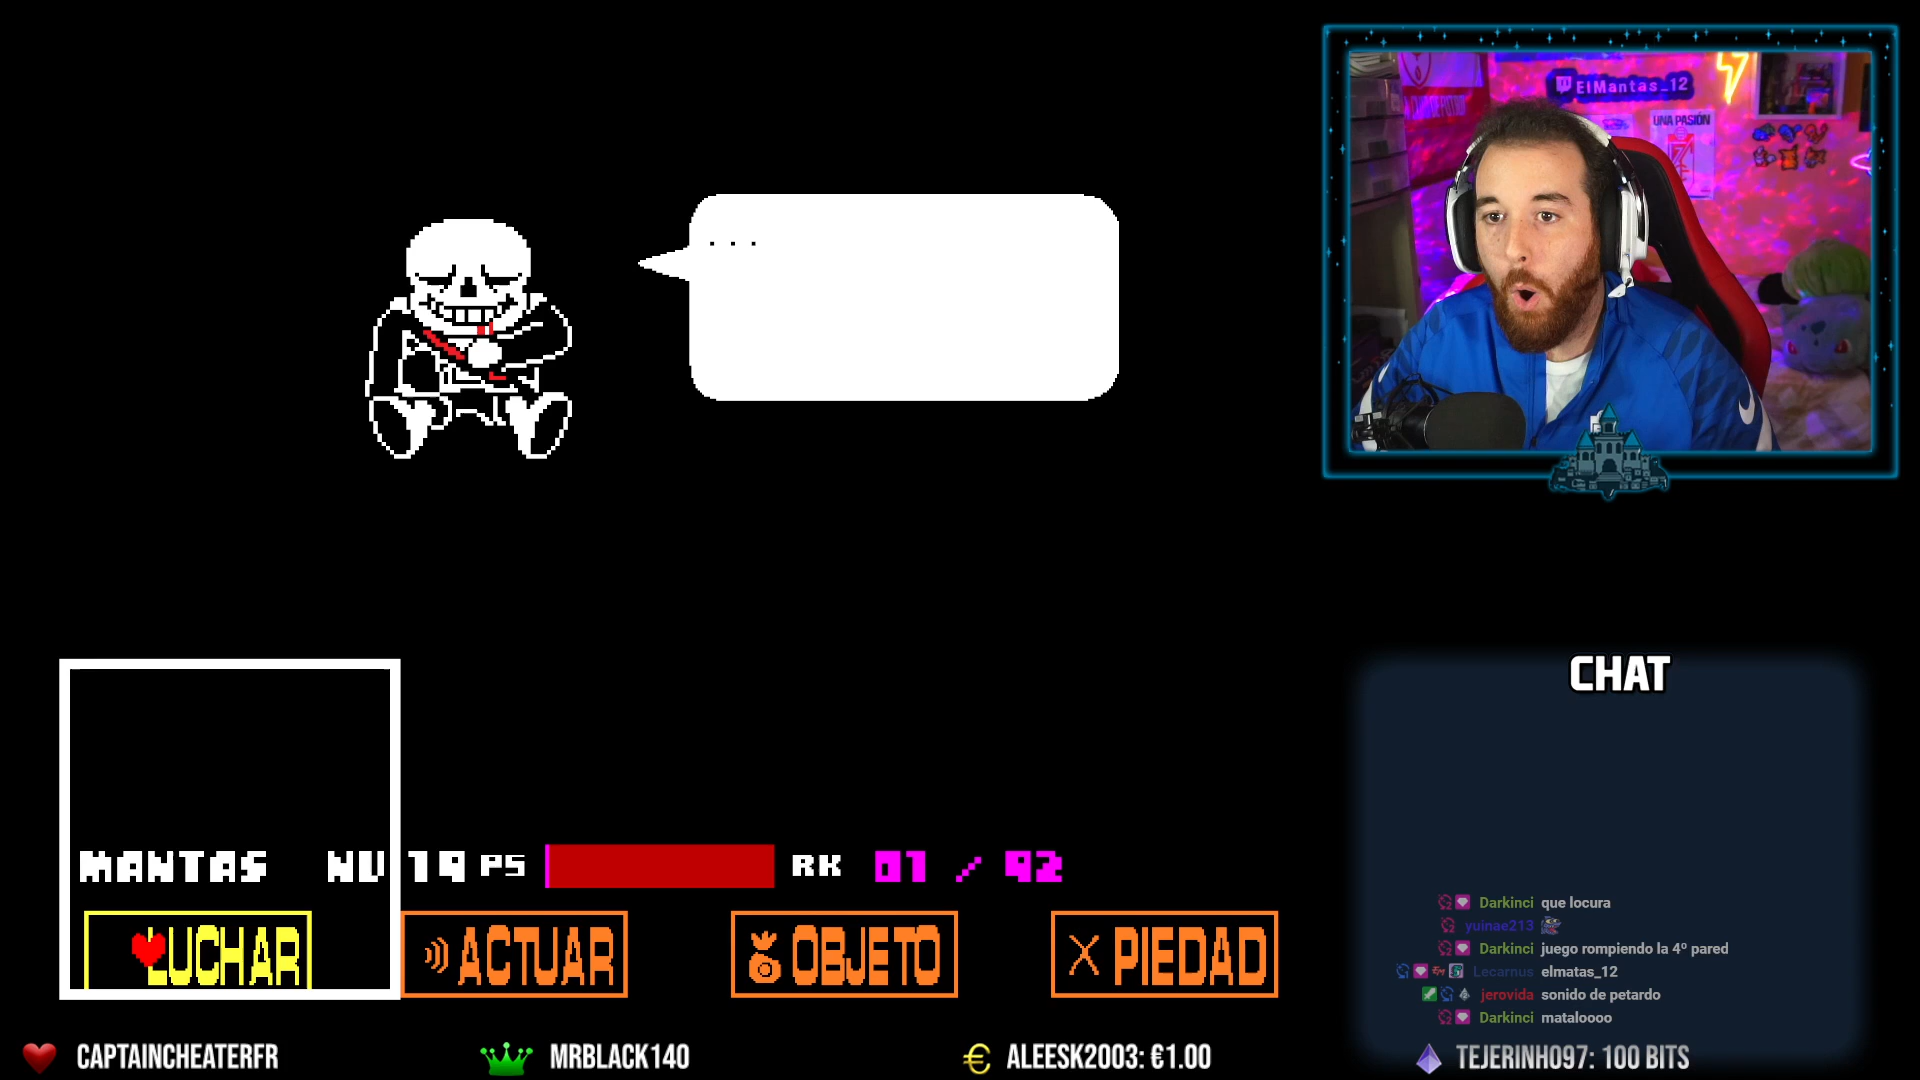 ElMantas_12
UNA PASIÓN
...
CHAT
MANTAS NV 19 PS RK 01 / 92
LUCHAR ACTUAR OBJETO PIEDAD
Darkinci que locura
yuinae213
Darkinci juego rompiendo la 4º pared
Lecarnus elmatas_12
jerovida sonido de petardo
Darkinci mataloooo
CAPTAINCHEATERFR MRBLACK140 ALEESK2003: €1.00 TEJERINHO97: 100 BITS